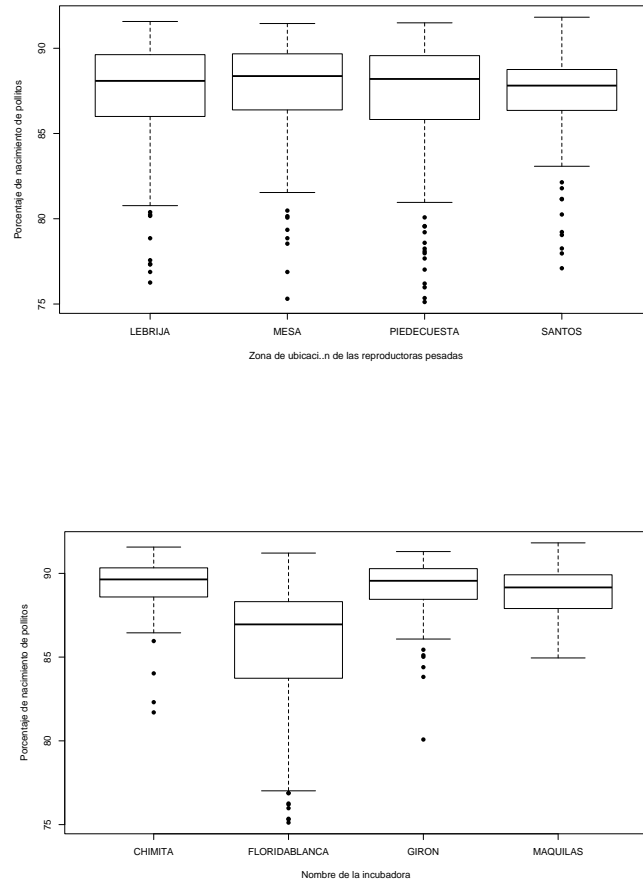 90
85
80
75
Porcentaje de nacimiento de pollitos
LEBRIJA MESA PIEDECUESTA SANTOS
Zona de ubicaci..n de las reproductoras pesadas
90
85
80
75
Porcentaje de nacimiento de pollitos
CHIMITA FLORIDABLANCA GIRON MAQUILAS
Nombre de la incubadora